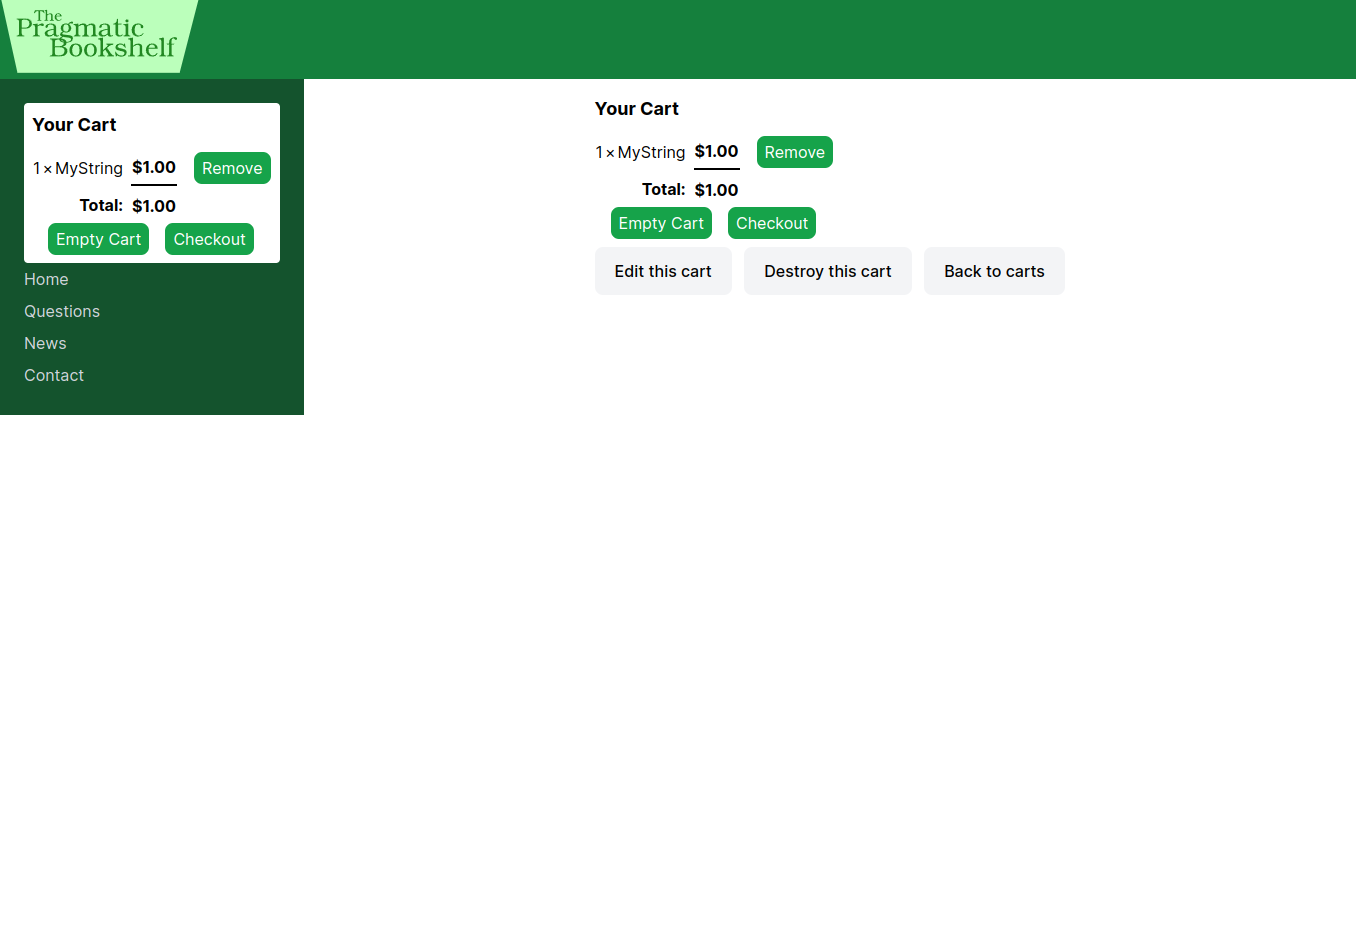 The
Pragmatic
Bookshelf
Your Cart
1 × MyString $1.00 Remove
Total: $1.00
Empty Cart Checkout
Home
Questions
News
Contact
Your Cart
1 × MyString $1.00 Remove
Total: $1.00
Empty Cart Checkout
Edit this cart Destroy this cart Back to carts